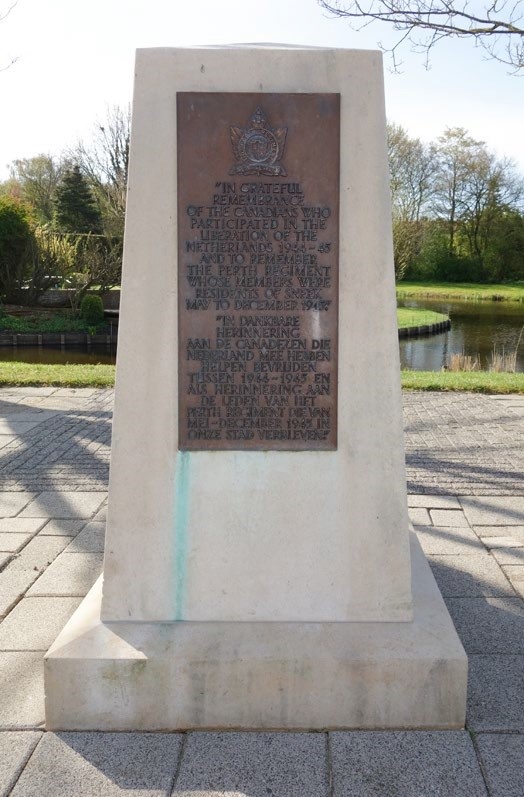 "IN GRATEFUL
REMEMBRANCE
OF THE CANADIANS WHO
PARTICIPATED IN THE
LIBERATION OF THE
NETHERLANDS 1944-45
AND TO REMEMBER
THE PERTH REGIMENT
WHOSE MEMBERS WERE
RESIDENTS OF SNEEK,
MAY TO DECEMBER 1945"
"IN DANKBARE
HERINNERING
AAN DE CANADEZEN DIE
NEDERLAND MEE HEBBEN
HELPEN BEVRIJDEN
TUSSEN 1944-1945 EN
ALS HERINNERING AAN
DE LEDEN VAN HET
PERTH REGIMENT DIE VAN
MEI-DECEMBER 1945 IN
ONZE STAD VERBLEVEN"